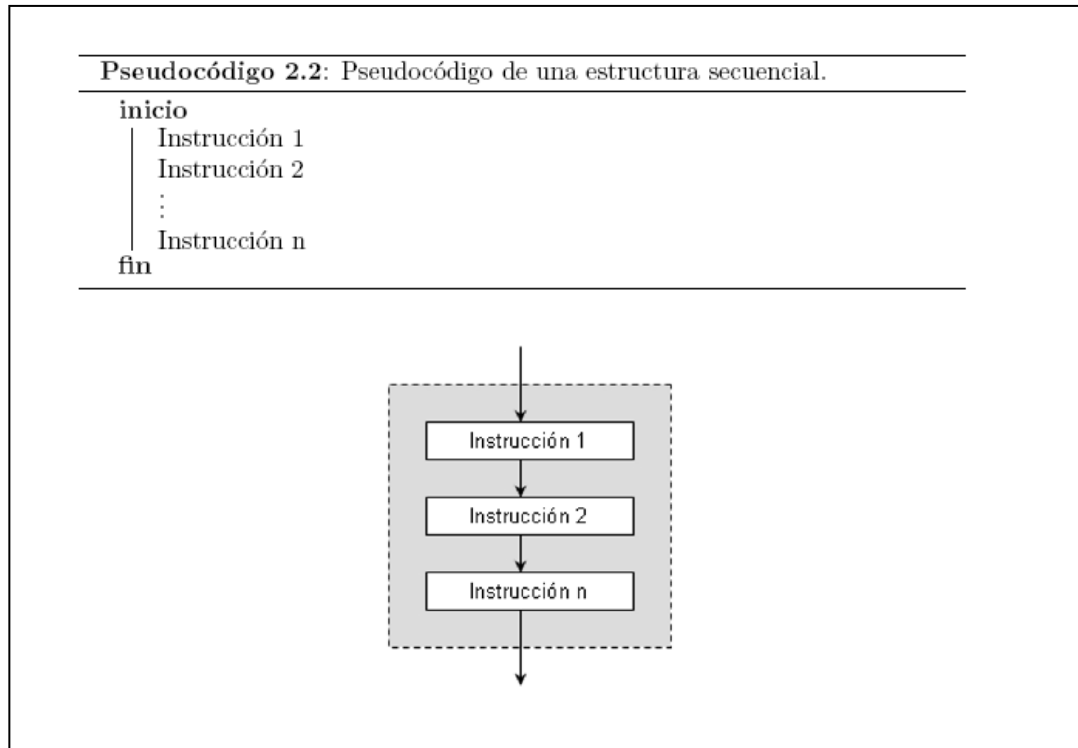 Pseudocódigo 2.2: Pseudocódigo de una estructura secuencial.
inicio
Instrucción 1
Instrucción 2
⋮
Instrucción n
fin
Instrucción 1
Instrucción 2
Instrucción n